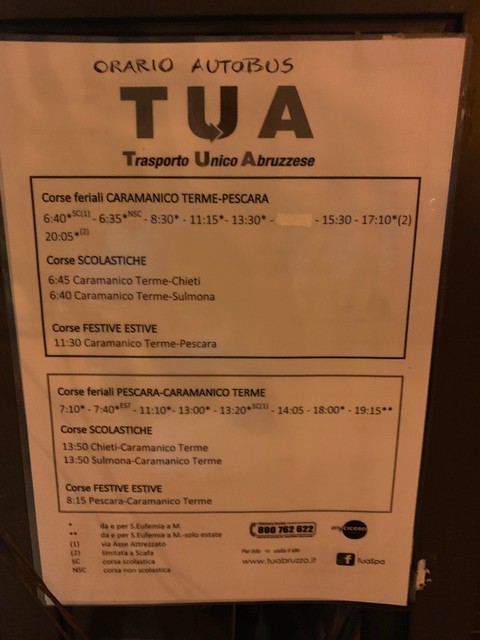 ORARIO AUTOBUS
TUA
Trasporto Unico Abruzzese
Corse feriali CARAMANICO TERME-PESCARA
6:40*SC(1) - 6:35*NSC - 8:30* - 11:15* - 13:30* - - 15:30 - 17:10*(2)
20:05*(2)
Corse SCOLASTICHE
6:45 Caramanico Terme-Chieti
6:40 Caramanico Terme-Sulmona
Corse FESTIVE ESTIVE
11:30 Caramanico Terme-Pescara
Corse feriali PESCARA-CARAMANICO TERME
7:10* - 7:40*EST - 11:10* - 13:00* - 13:20*SC(1) - 14:05 - 18:00* - 19:15**
Corse SCOLASTICHE
13:50 Chieti-Caramanico Terme
13:50 Sulmona-Caramanico Terme
Corse FESTIVE ESTIVE
8:15 Pescara-Caramanico Terme
* da e per S.Eufemia a M.
** da e per S.Eufemia a M.-solo estate
(1) via Asse Attrezzato
(2) limitata a Scafa
SC corsa scolastica
NSC corsa non scolastica
800 762 622
mycicero
Per info visita il sito
www.tuabruzzo.it
TuaSpa